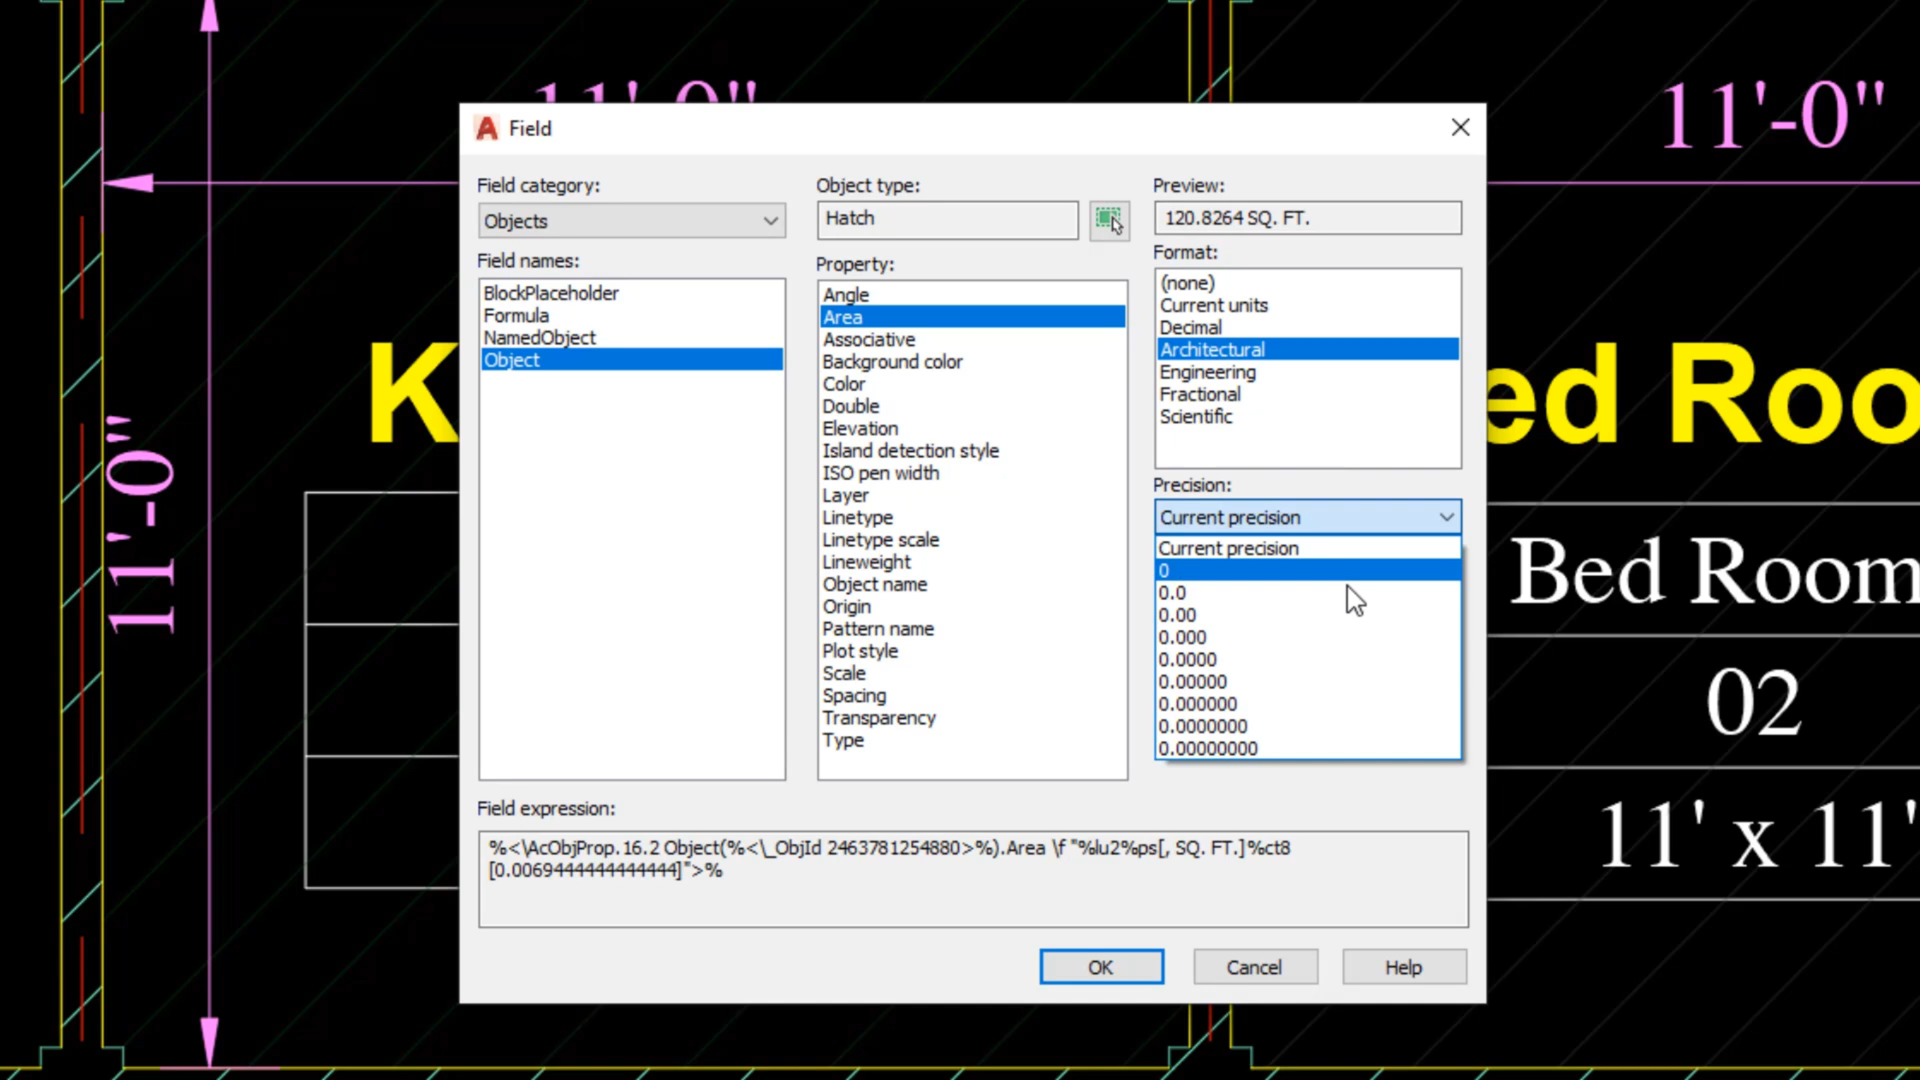 11'-0"
11'-0"
Field
Field category:
Object type:
Preview:
Objects
Hatch
120.8264 SQ. FT.
Format:
Field names:
Property:
BlockPlaceholder
Formula
NamedObject
Object
Angle
Area
Associative
Background color
Color
Double
Elevation
Island detection style
ISO pen width
Layer
Linetype
Linetype scale
Lineweight
Object name
Origin
Pattern name
Plot style
Scale
Spacing
Transparency
Type
(none)
Current units
Decimal
Architectural
Engineering
Fractional
Scientific
Precision:
Current precision
Current precision
0
0.0
0.00
0.000
0.0000
0.00000
0.000000
0.0000000
0.00000000
Field expression:
%<\AcObjProp.16.2 Object(%<\_ObjId 2463781254880>%).Area \f "%lu2%ps[, SQ. FT.]%ct8
[0.0069444444444444]">%
OK
Cancel
Help
11'-0"
K
ed Roo
Bed Room
02
11' x 11'